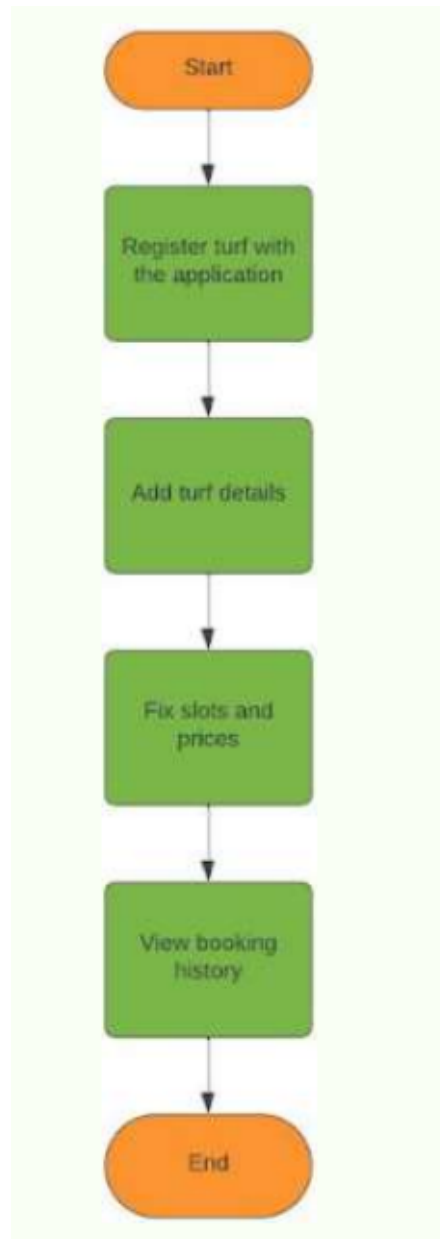 Start
Register turf with
the application
Add turf details
Fix slots and
prices
View booking
history
End